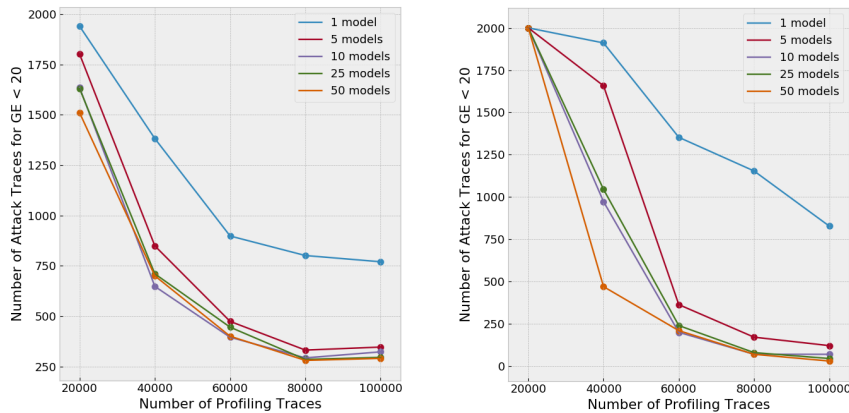 2000
1750
1500
1250
1000
750
500
250
Number of Attack Traces for GE < 20
1 model
5 models
10 models
25 models
50 models
20000 40000 60000 80000 100000
Number of Profiling Traces
2000
1750
1500
1250
1000
750
500
250
0
Number of Attack Traces for GE < 20
1 model
5 models
10 models
25 models
50 models
20000 40000 60000 80000 100000
Number of Profiling Traces